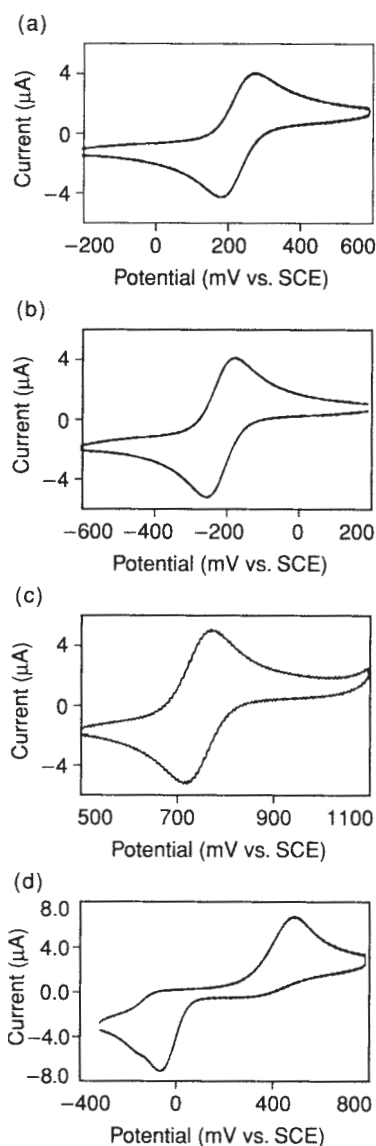 (a)
4
0
−4
Current (μA)
−200 0 200 400 600
Potential (mV vs. SCE)
(b)
4
0
−4
Current (μA)
−600 −400 −200 0 200
Potential (mV vs. SCE)
(c)
4
0
−4
Current (μA)
500 700 900 1100
Potential (mV vs. SCE)
(d)
8.0
4.0
0.0
−4.0
−8.0
Current (μA)
−400 0 400 800
Potential (mV vs. SCE)